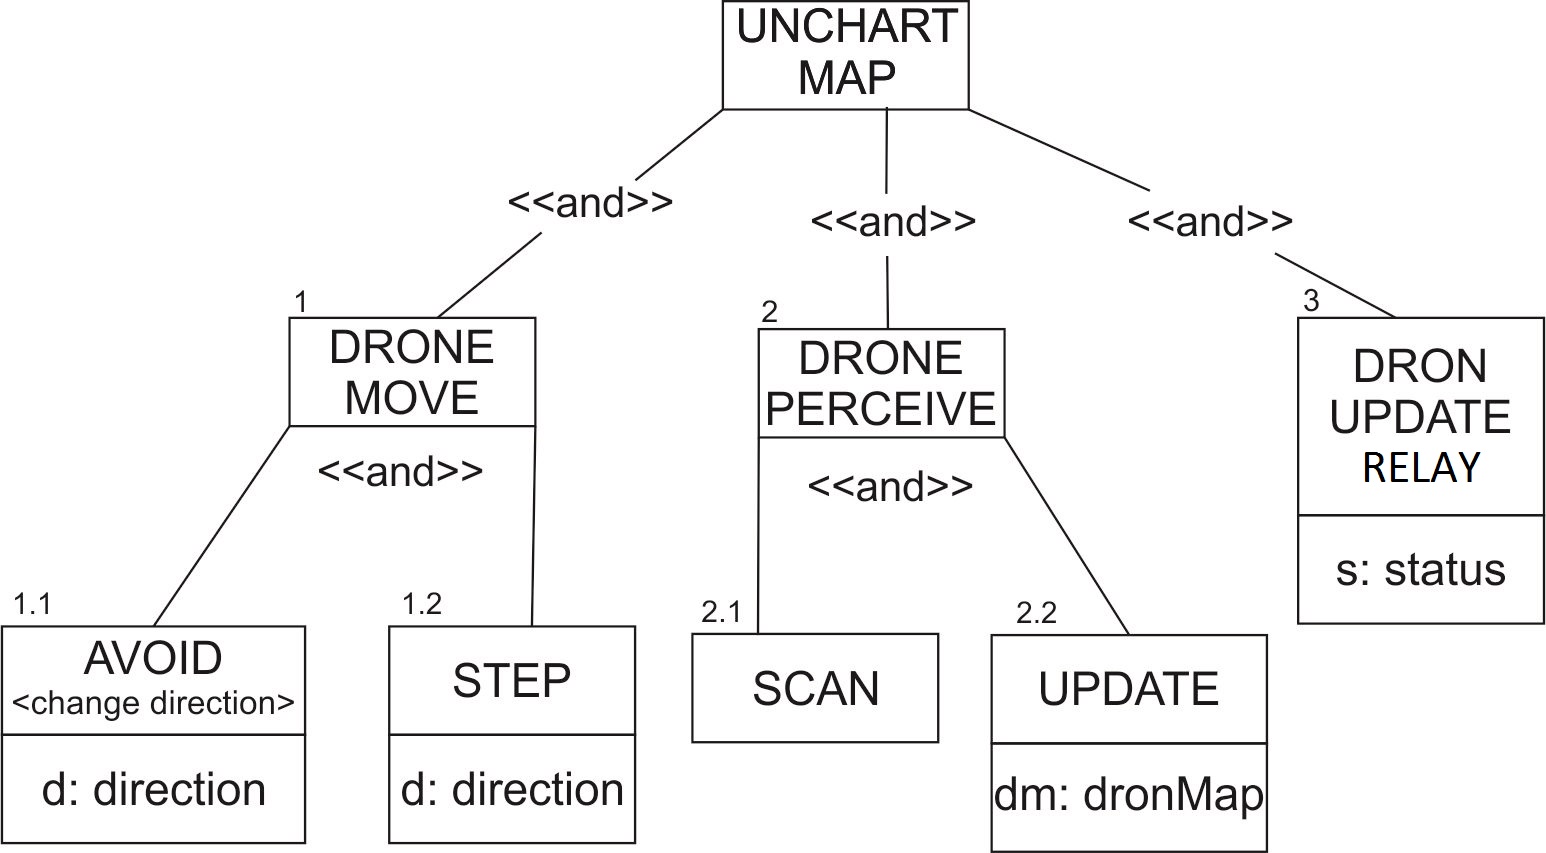 UNCHART
MAP
<<and>>
<<and>>
<<and>>
1
DRONE
MOVE
2
DRONE
PERCEIVE
3
DRON
UPDATE
RELAY
s: status
<<and>>
<<and>>
1.1
AVOID
<change direction>
d: direction
1.2
STEP
d: direction
2.1
SCAN
2.2
UPDATE
dm: dronMap